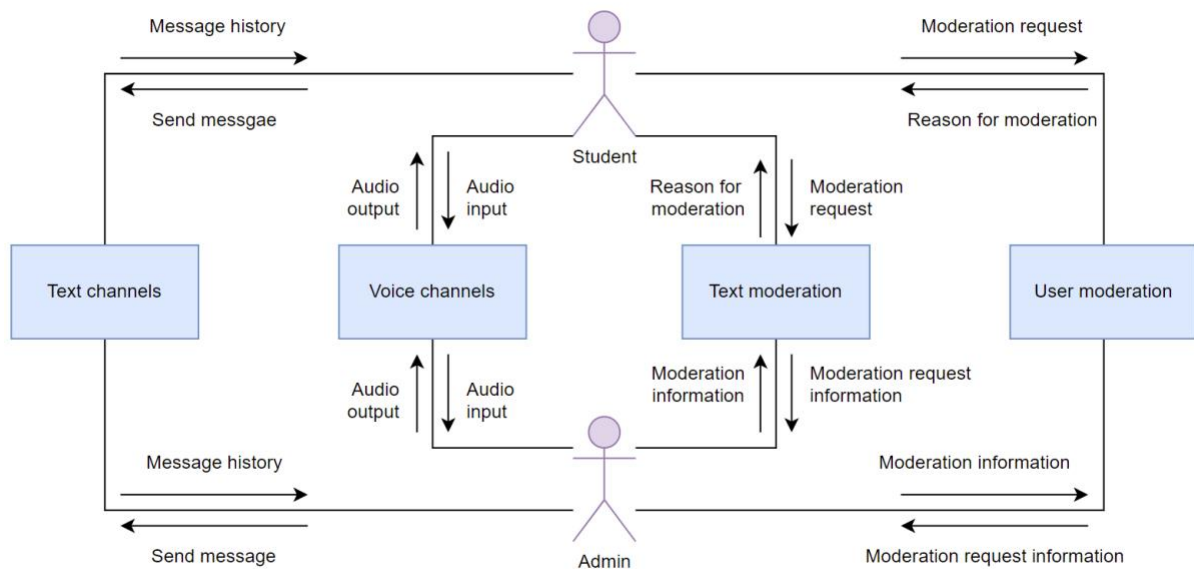 Message history
Moderation request
Send messgae
Reason for moderation
Student
Audio
output
Audio
input
Reason for
moderation
Moderation
request
Text channels
Voice channels
Text moderation
User moderation
Audio
output
Audio
input
Moderation
information
Moderation request
information
Message history
Moderation information
Send message
Admin
Moderation request information